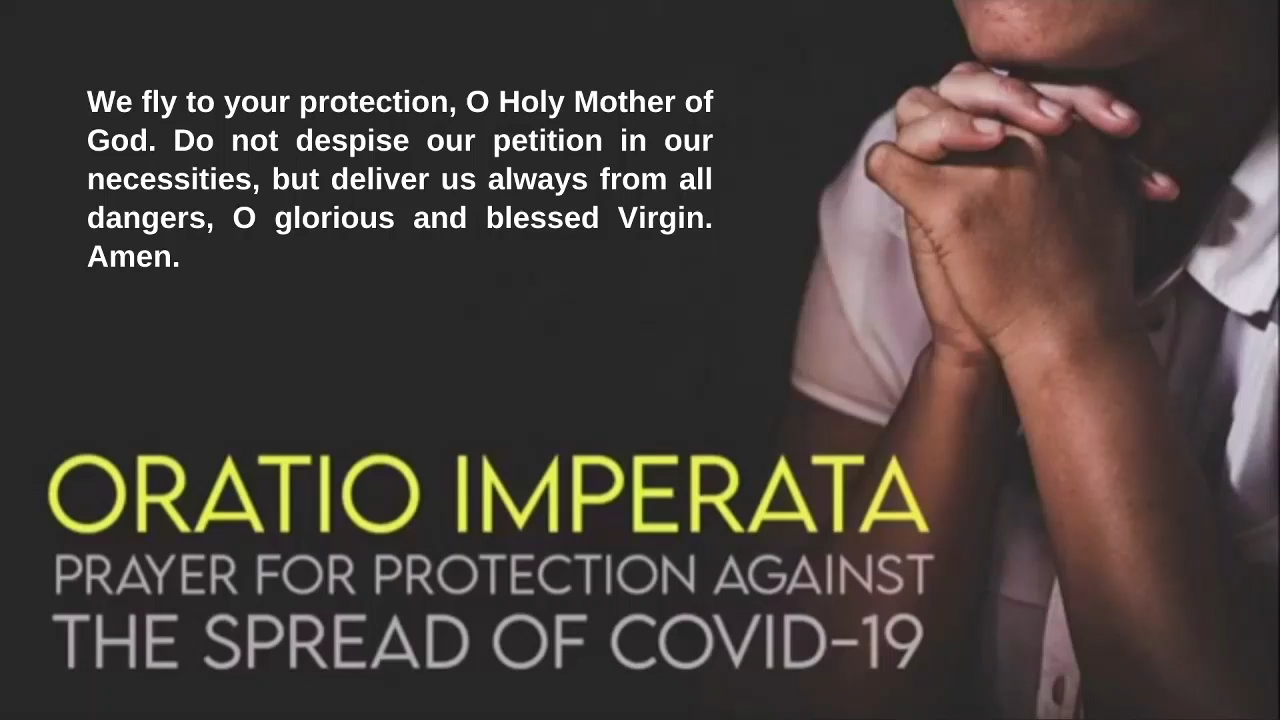 We fly to your protection, O Holy Mother of
God. Do not despise our petition in our
necessities, but deliver us always from all
dangers, O glorious and blessed Virgin.
Amen.
ORATIO IMPERATA
PRAYER FOR PROTECTION AGAINST
THE SPREAD OF COVID-19